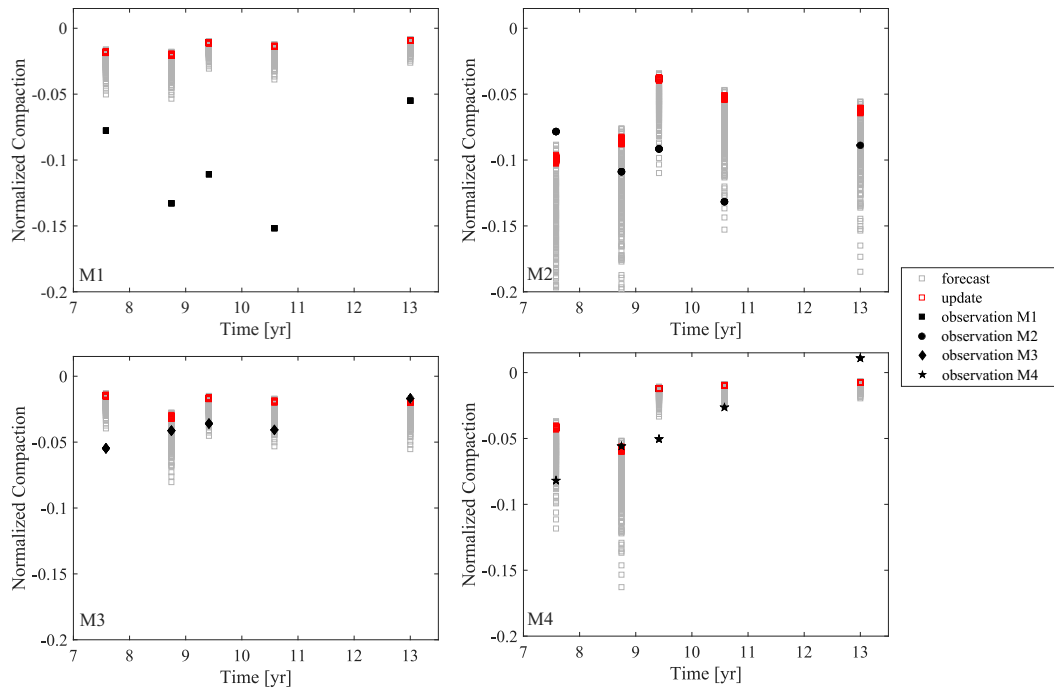 0
-0.05
-0.1
-0.15
-0.2
Normalized Compaction
M1
7 8 9 10 11 12 13
Time [yr]
0
-0.05
-0.1
-0.15
-0.2
Normalized Compaction
M2
7 8 9 10 11 12 13
Time [yr]
forecast
update
observation M1
observation M2
observation M3
observation M4
0
-0.05
-0.1
-0.15
-0.2
Normalized Compaction
M3
7 8 9 10 11 12 13
Time [yr]
0
-0.05
-0.1
-0.15
-0.2
Normalized Compaction
M4
7 8 9 10 11 12 13
Time [yr]